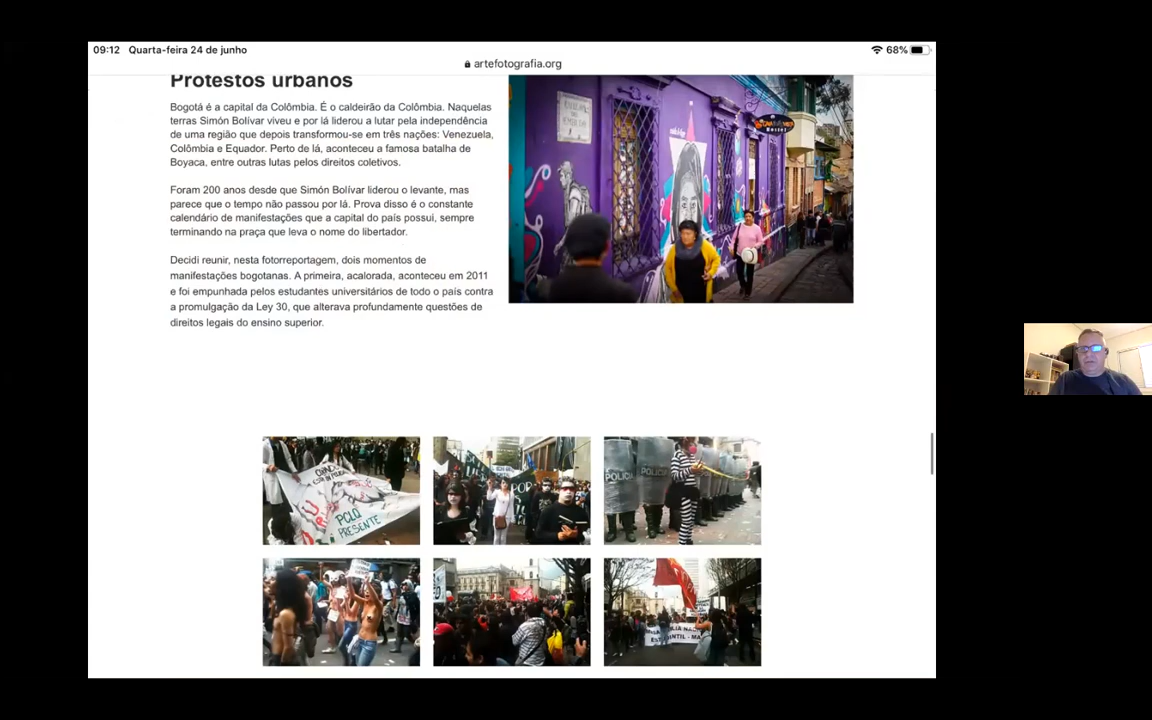 09:12 Quarta-feira 24 de junho
68%
artefotografia.org
Protestos urbanos
Bogotá é a capital da Colômbia. É o caldeirão da Colômbia. Naquelas
terras Simón Bolívar viveu e por lá liderou a lutar pela independência
de uma região que depois transformou-se em três nações: Venezuela,
Colômbia e Equador. Perto de lá, aconteceu a famosa batalha de
Boyaca, entre outras lutas pelos direitos coletivos.
Foram 200 anos desde que Simón Bolívar liderou o levante, mas
parece que o tempo não passou por lá. Prova disso é o constante
calendário de manifestações que a capital do país possui, sempre
terminando na praça que leva o nome do libertador.
Decidi reunir, nesta fotorreportagem, dois momentos de
manifestações bogotanas. A primeira, acalorada, aconteceu em 2011
e foi empunhada pelos estudantes universitários de todo o país contra
a promulgação da Ley 30, que alterava profundamente questões de
direitos legais do ensino superior.
Hostel
PCLQ
PRESENTE
POR
POLICIA
POLICIA